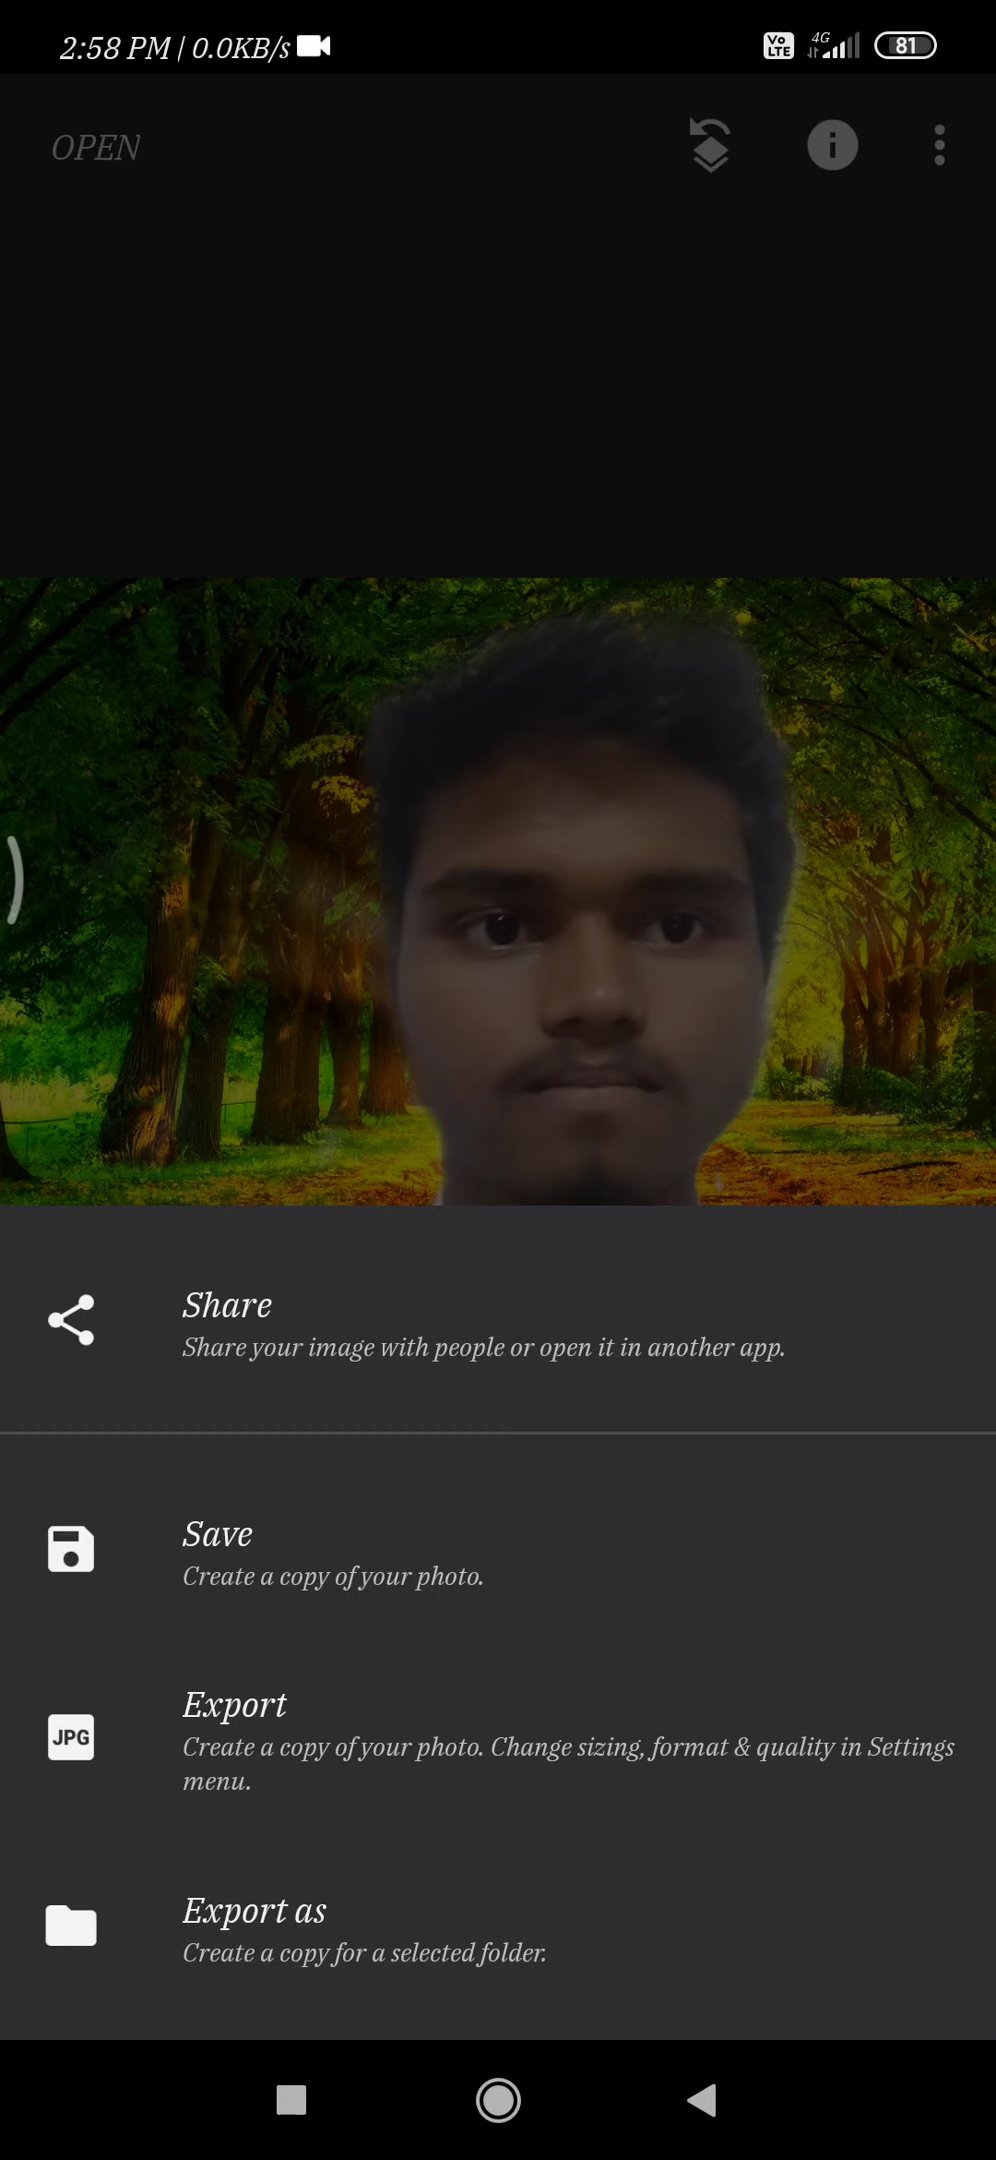 2:58 PM | 0.0KB/s
Vo LTE
4G
81
OPEN
Share
Share your image with people or open it in another app.
Save
Create a copy of your photo.
JPG
Export
Create a copy of your photo. Change sizing, format & quality in Settings
menu.
Export as
Create a copy for a selected folder.